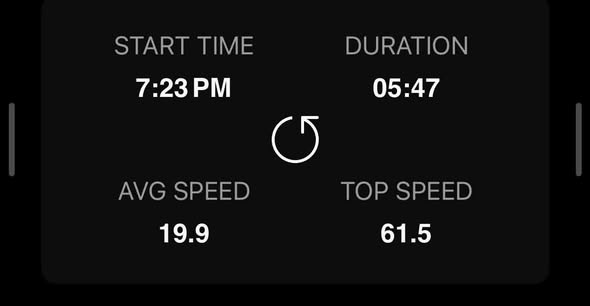 START TIME DURATION
7:23 PM 05:47
AVG SPEED TOP SPEED
19.9 61.5